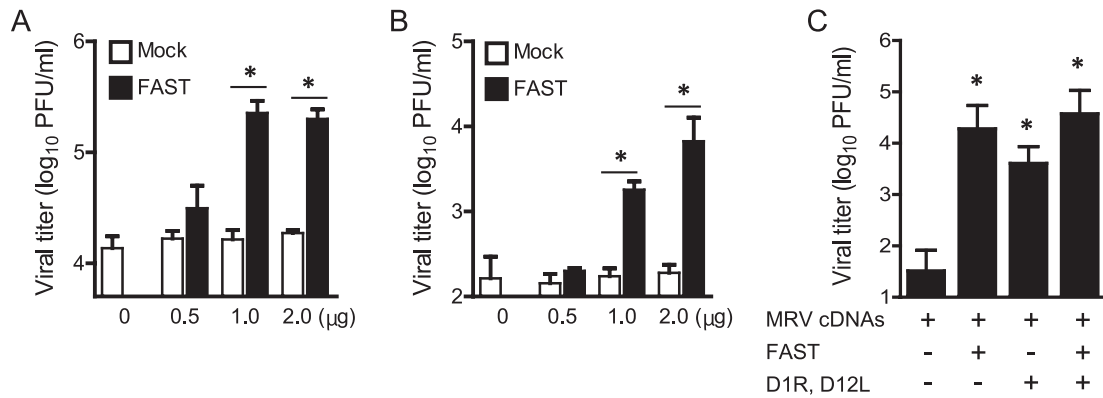 A
Viral titer (log10 PFU/ml)
6
5
4
Mock
FAST
*
*
0 0.5 1.0 2.0 (μg)
B
Viral titer (log10 PFU/ml)
5
4
3
2
Mock
FAST
*
*
0 0.5 1.0 2.0 (μg)
C
Viral titer (log10 PFU/ml)
6
5
4
3
2
1
* * *
MRV cDNAs + + + +
FAST - + - +
D1R, D12L - - + +